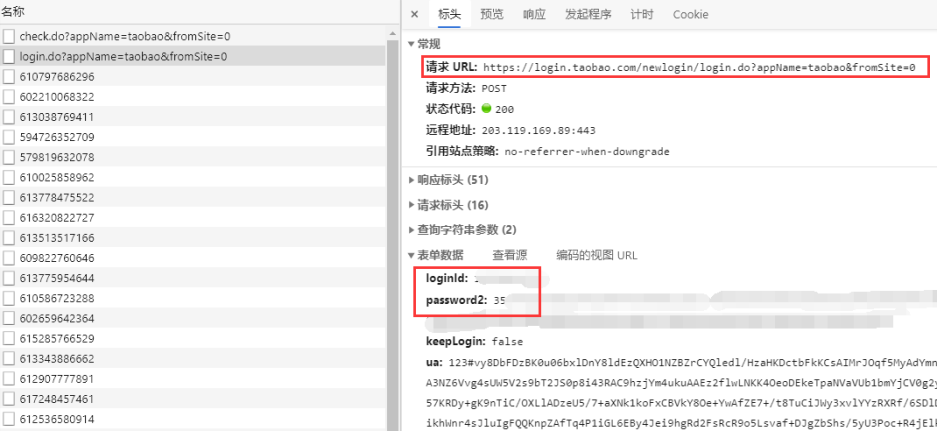 名称
check.do?appName=taobao&fromSite=0
login.do?appName=taobao&fromSite=0
610797686296
602210068322
613038769411
594726352709
579819632078
610025858962
613778475522
616320822727
613513517166
609822760646
613775954644
610586723288
602659642364
615285766529
613343886662
612907777891
617248457461
612536580914
× 标头 预览 响应 发起程序 计时 Cookie
▼常规
请求 URL: https://login.taobao.com/newlogin/login.do?appName=taobao&fromSite=0
请求方法: POST
状态代码: 200
远程地址: 203.119.169.89:443
引用站点策略: no-referrer-when-downgrade
▶响应标头 (51)
▶请求标头 (16)
▶查询字符串参数 (2)
▼表单数据 查看源 编码的视图 URL
loginId:
password2: 35
keepLogin: false
ua: 123#vy8DbFDzBK0u06bxlDnY8ldEzQXHO1NZBZrCYQledl/HzaHKDctbFkKCsAIMrJOqf5MyAdYmn
A3NZ6Vvg4sUW5V2s9bT2JS0p8i43RAC9hzjYm4ukuAAEz2flwLNKK4OeoDEkeTpaNVaVUb1bmYjCV0g2y
57KRDy+gK9nTiC/OXLlADzeU5/7+aXNk1koFxCBVkY8Oe+YwAfZE7+/t8TuCiJWy3xvlYYzRXRf/6SDlD
ikhWnr4sJluIgFQQKnpZAfTq4P1iGL6EBy4Jei9hgRd2FsRcR9o5Lsvaf+DJgZbShs/5yU3Poc+R4jElk